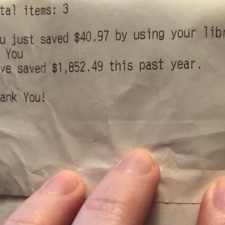 tal items: 3
u just saved $40.97 by using your libr
You
ve saved $1,852.49 this past year.
ank You!